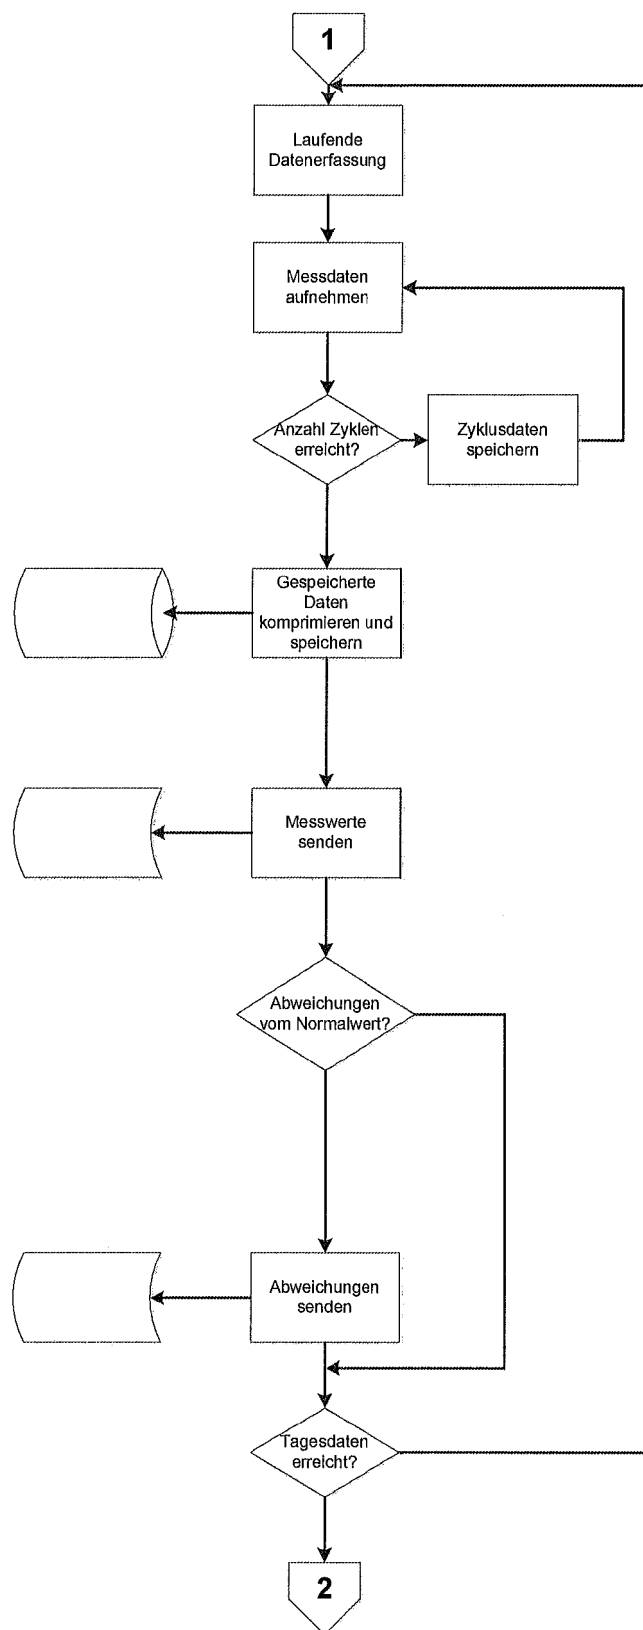 1
Laufende
Datenerfassung
Messdaten
aufnehmen
Anzahl Zyklen
erreicht?
Zyklusdaten
speichern
Gespeicherte
Daten
komprimieren und
speichern
Messwerte
senden
Abweichungen
vom Normalwert?
Abweichungen
senden
Tagesdaten
erreicht?
2